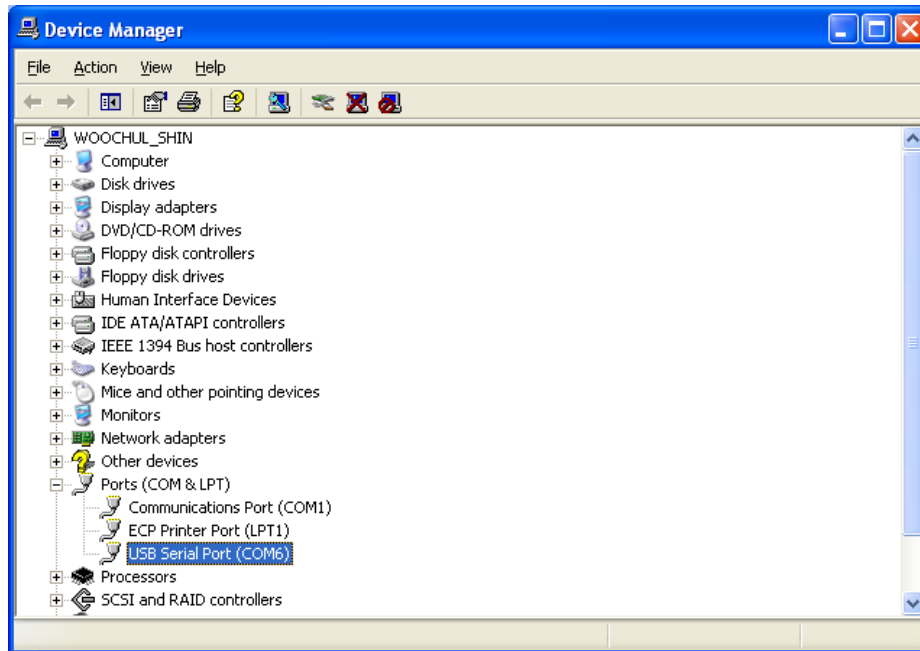 Device Manager
File Action View Help
WOOCHUL_SHIN
Computer
Disk drives
Display adapters
DVD/CD-ROM drives
Floppy disk controllers
Floppy disk drives
Human Interface Devices
IDE ATA/ATAPI controllers
IEEE 1394 Bus host controllers
Keyboards
Mice and other pointing devices
Monitors
Network adapters
Other devices
Ports (COM & LPT)
Communications Port (COM1)
ECP Printer Port (LPT1)
USB Serial Port (COM6)
Processors
SCSI and RAID controllers